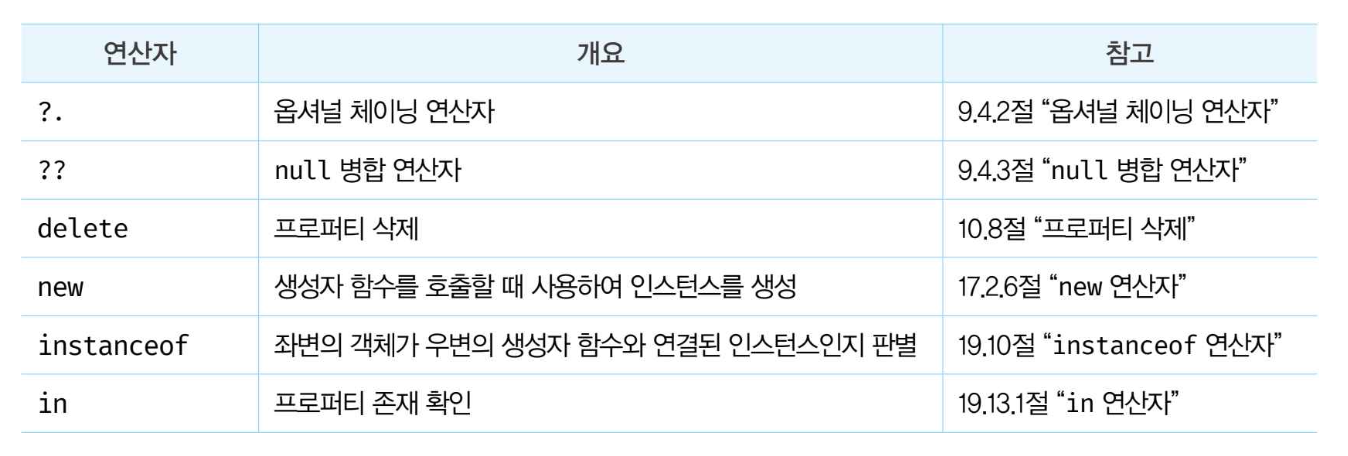 연산자 개요 참고
?. 옵셔널 체이닝 연산자 9.4.2절 “옵셔널 체이닝 연산자”
?? null 병합 연산자 9.4.3절 “null 병합 연산자”
delete 프로퍼티 삭제 10.8절 “프로퍼티 삭제”
new 생성자 함수를 호출할 때 사용하여 인스턴스를 생성 17.2.6절 “new 연산자”
instanceof 좌변의 객체가 우변의 생성자 함수와 연결된 인스턴스인지 판별 19.10절 “instanceof 연산자”
in 프로퍼티 존재 확인 19.13.1절 “in 연산자”